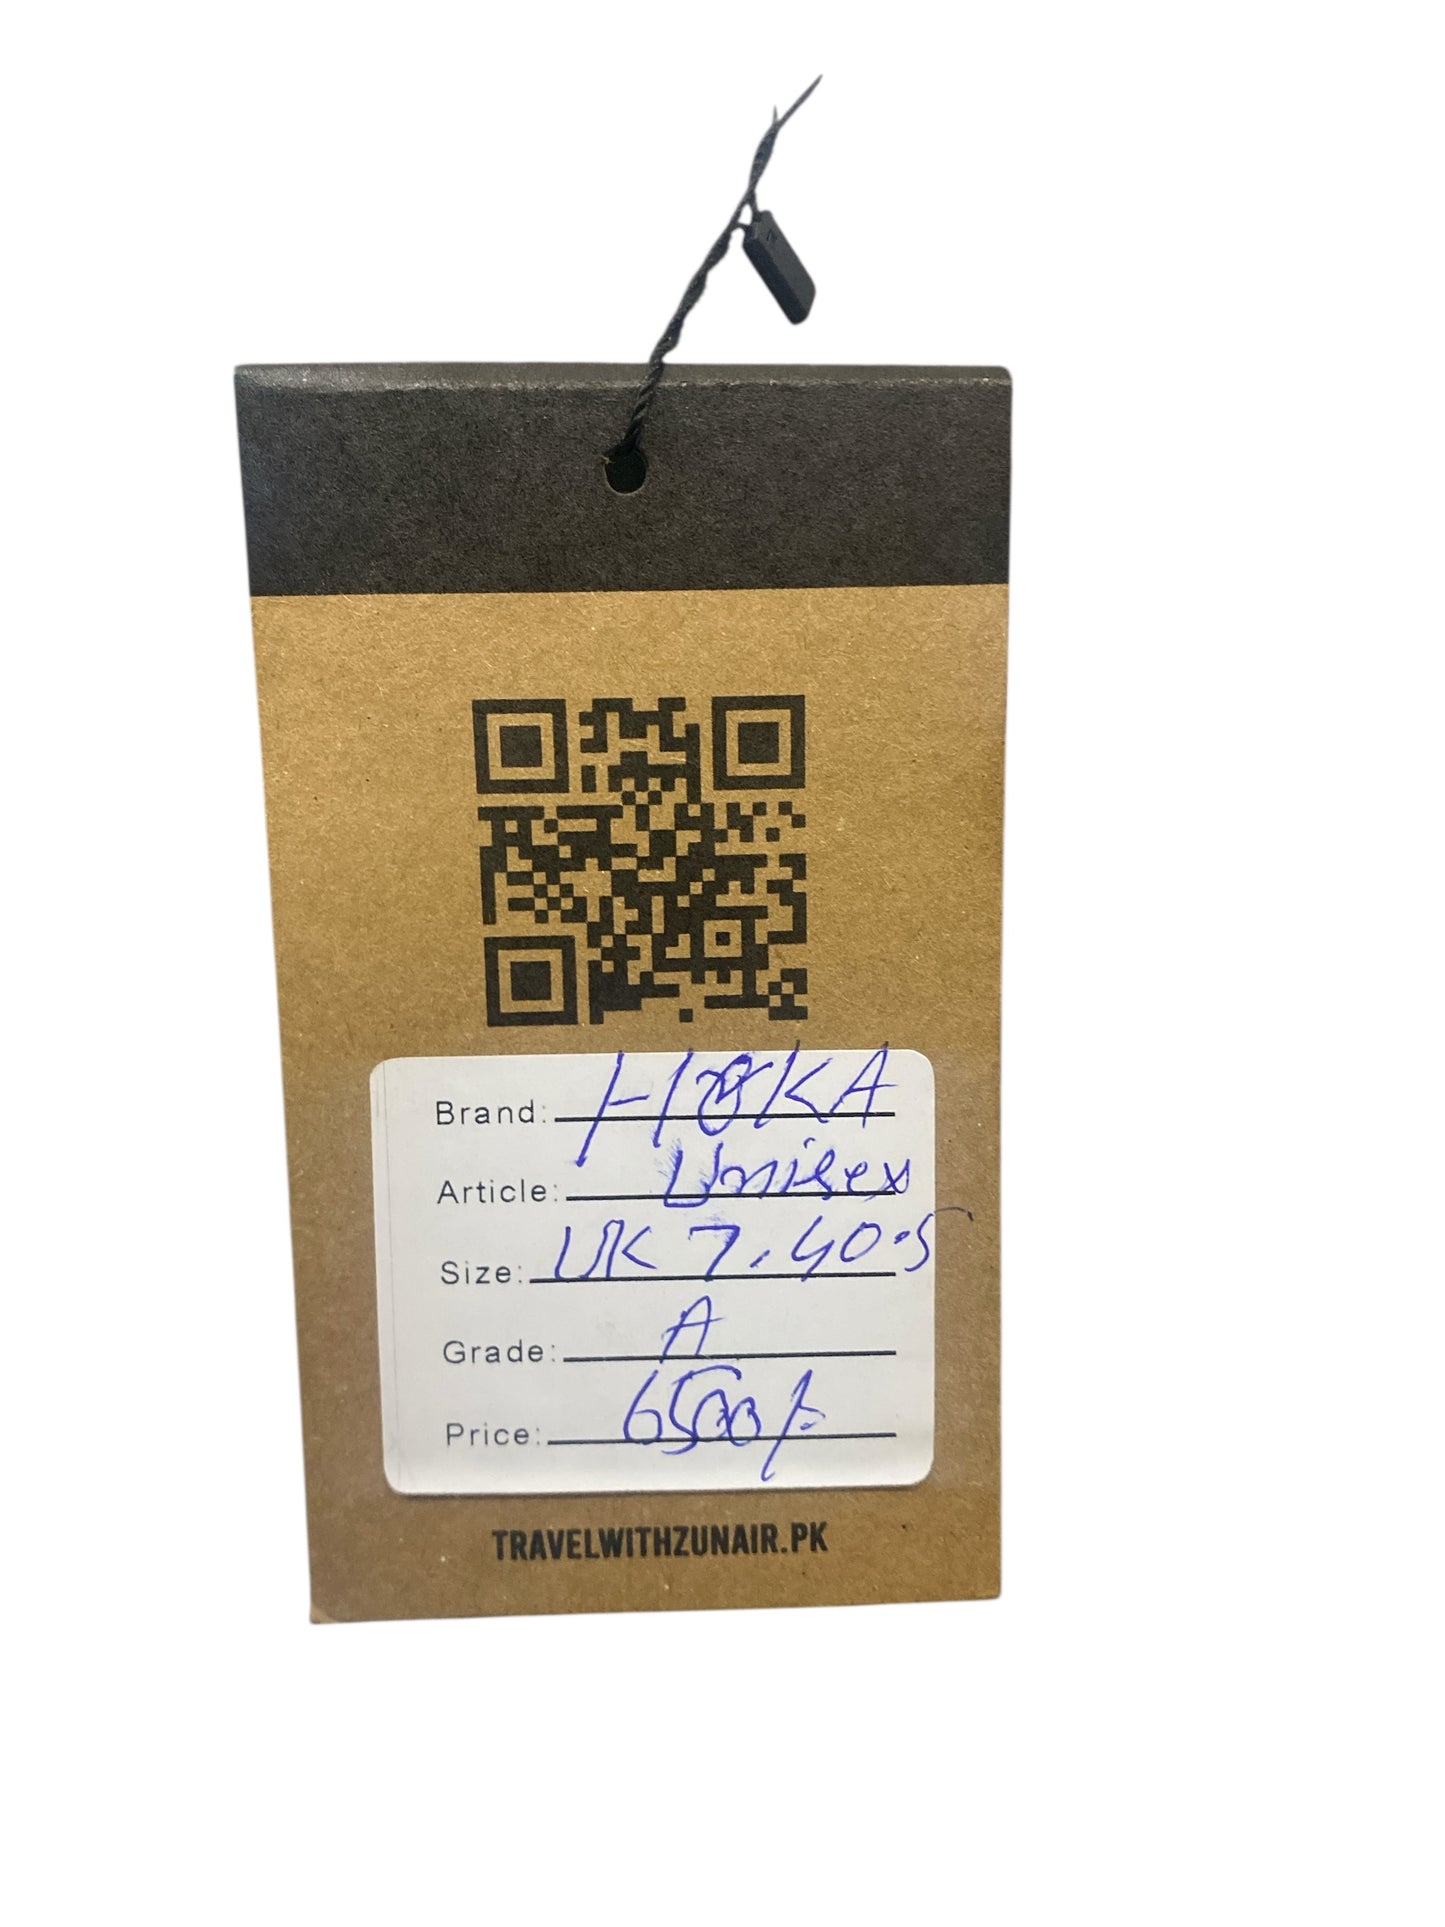 Brand: HOKA
Article: Unisex
Size: UK 7. 40.5
Grade: A
Price: 6500/-
TRAVELWITHZUNAIR.PK